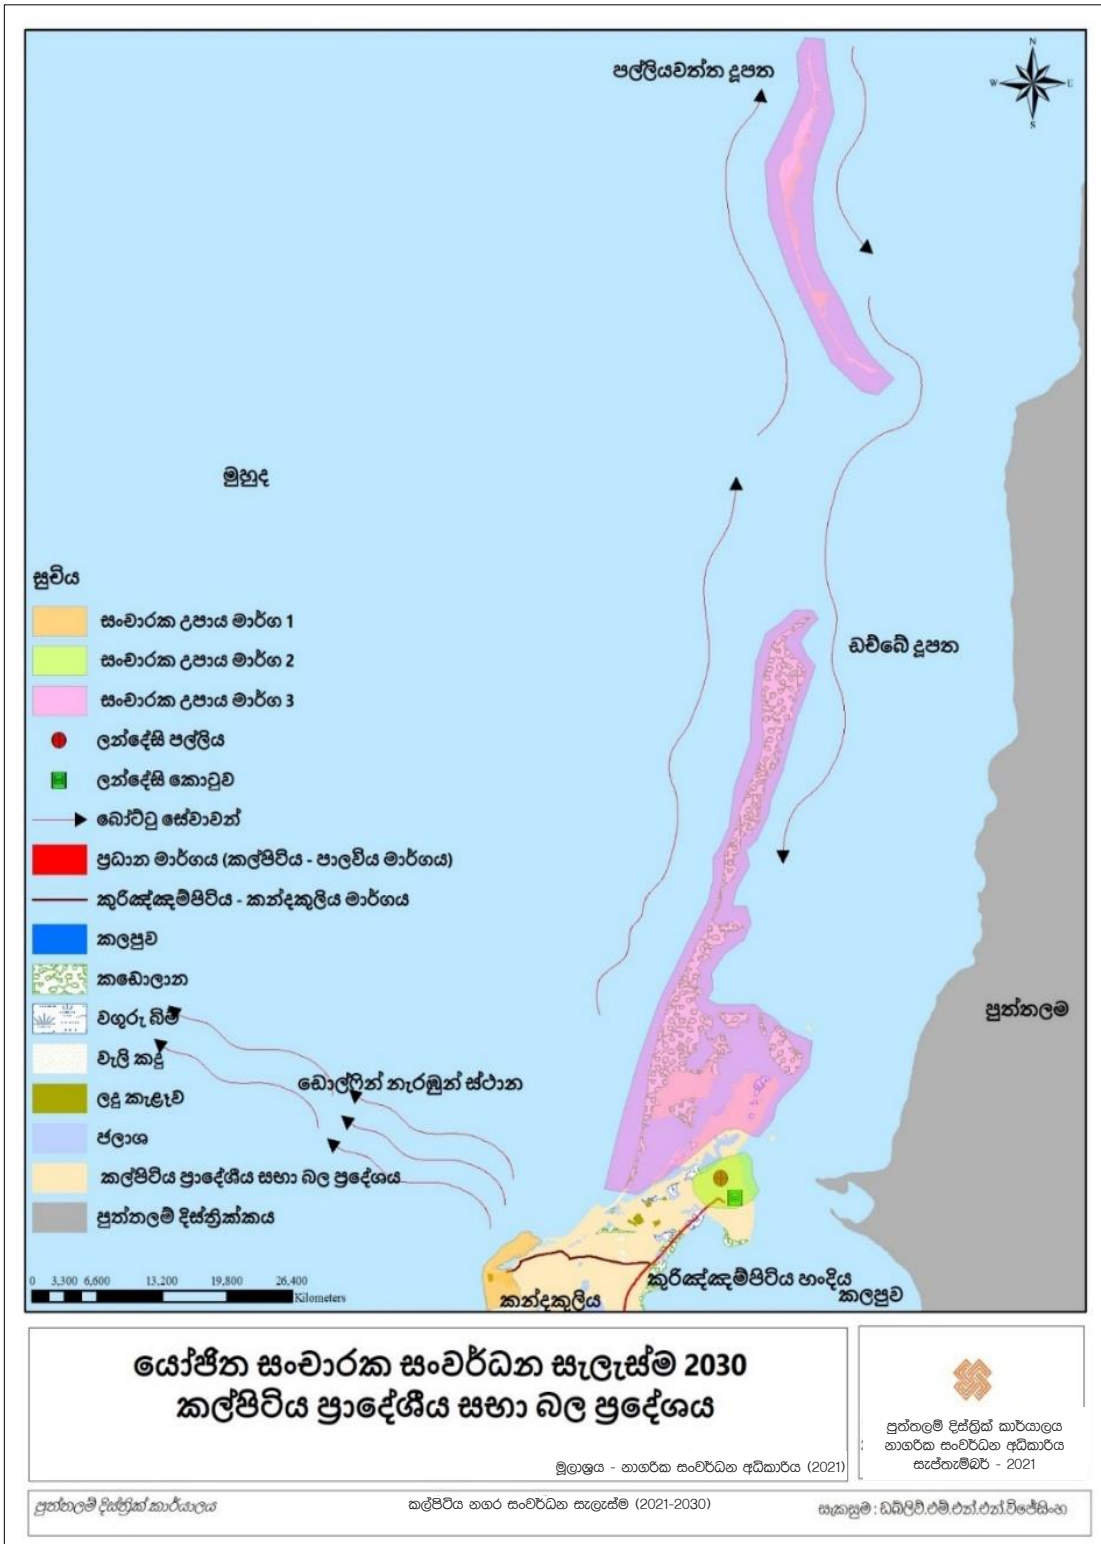 පල්ලියවත්ත දූපත
N
W
E
S
මුහුද
සූචිය
සංචාරක උපාය මාර්ග 1
සංචාරක උපාය මාර්ග 2
සංචාරක උපාය මාර්ග 3
ලන්දේසි පල්ලිය
ලන්දේසි කොටුව
බෝට්ටු සේවාවන්
ප්‍රධාන මාර්ගය (කල්පිටිය - පාලවිය මාර්ගය)
කුරිඤ්ඤම්පිටිය - කන්දකුලිය මාර්ගය
කලපුව
කඩොලාන
වගුරු බිම්
වැලි කඳු
ලඳු කැළෑව
ජලාශ
කල්පිටිය ප්‍රාදේශීය සභා බල ප්‍රදේශය
පුත්තලම දිස්ත්‍රික්කය
0 3,300 6,600 13,200 19,800 26,400
Kilometers
ඩච්බේ දූපත
පුත්තලම
ඩොල්ෆින් නැරඹුන් ස්ථාන
කුරිඤ්ඤම්පිටිය හංදිය
කන්දකුලිය
කලපුව
යෝජිත සංචාරක සංවර්ධන සැලැස්ම 2030
කල්පිටිය ප්‍රාදේශීය සභා බල ප්‍රදේශය
මූලාශ්‍රය - නාගරික සංවර්ධන අධිකාරිය (2021)
පුත්තලම් දිස්ත්‍රික් කාර්යාලය
නාගරික සංවර්ධන අධිකාරිය
සැප්තැම්බර් - 2021
පුත්තලම් දිස්ත්‍රික් කාර්යාලය
කල්පිටිය නගර සංවර්ධන සැලැස්ම (2021-2030)
සැකසුම : ඩබ්ලිව්.එම්.එන්.එන්.විජේසිංහ